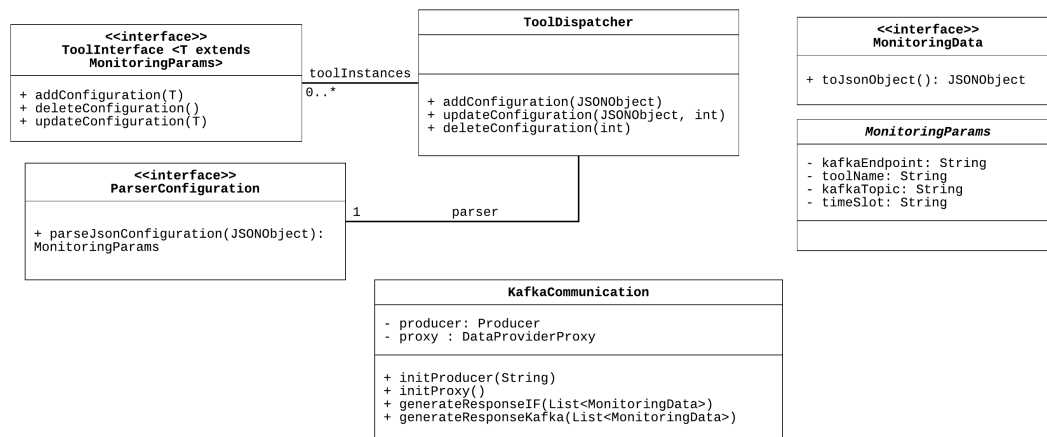 <<interface>>
ToolInterface <T extends
MonitoringParams>
+ addConfiguration(T)
+ deleteConfiguration()
+ updateConfiguration(T)
toolInstances
0..*
ToolDispatcher
+ addConfiguration(JSONObject)
+ updateConfiguration(JSONObject, int)
+ deleteConfiguration(int)
<<interface>>
MonitoringData
+ toJsonObject(): JSONObject
MonitoringParams
- kafkaEndpoint: String
- toolName: String
- kafkaTopic: String
- timeSlot: String
<<interface>>
ParserConfiguration
+ parseJsonConfiguration(JSONObject):
MonitoringParams
1
parser
KafkaCommunication
- producer: Producer
- proxy : DataProviderProxy
+ initProducer(String)
+ initProxy()
+ generateResponseIF(List<MonitoringData>)
+ generateResponseKafka(List<MonitoringData>)